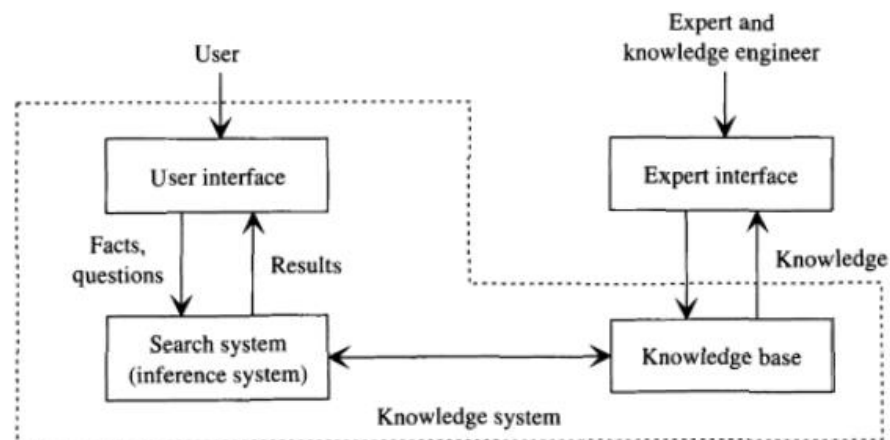 User
Expert and
knowledge engineer
User interface
Expert interface
Facts,
questions
Results
Knowledge
Search system
(inference system)
Knowledge base
Knowledge system